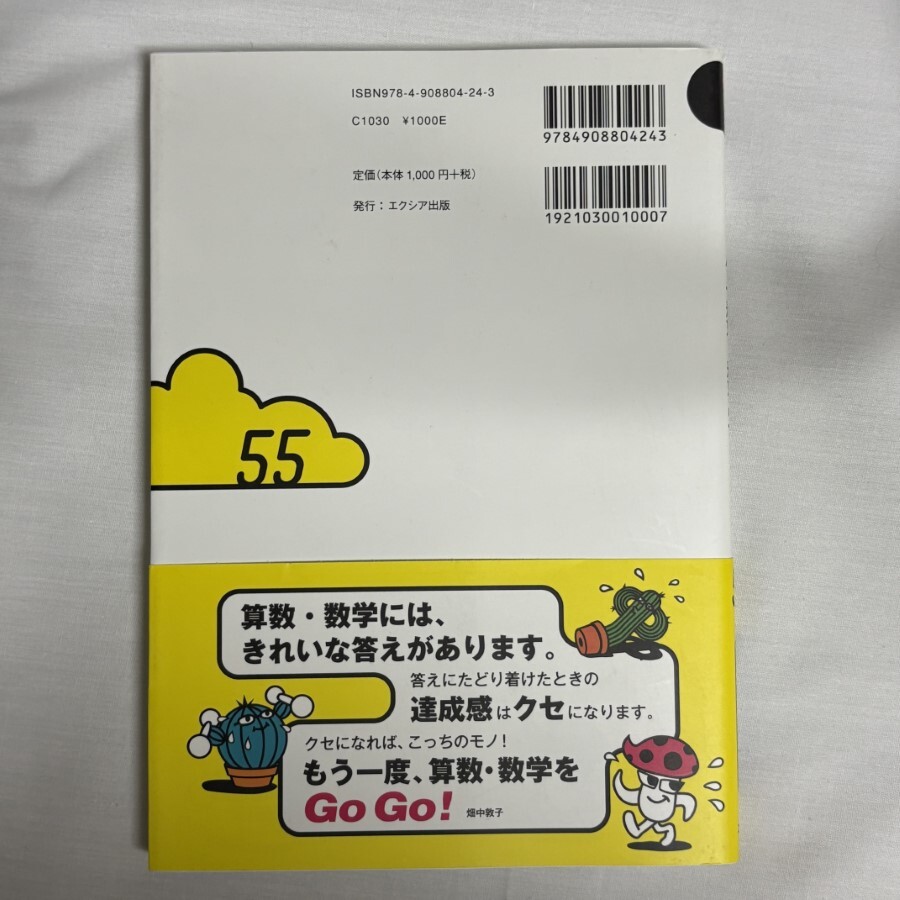 ISBN978-4-908804-24-3
C1030 ¥1000E
9784908804243
定価(本体1,000円+税)
発行：エクシア出版
1921030010007
55
算数・数学には、
きれいな答えがあります。
答えにたどり着けたときの
達成感はクセになります。
クセになれば、こっちのモノ！
もう一度、算数・数学を
Go Go!
畑中敦子